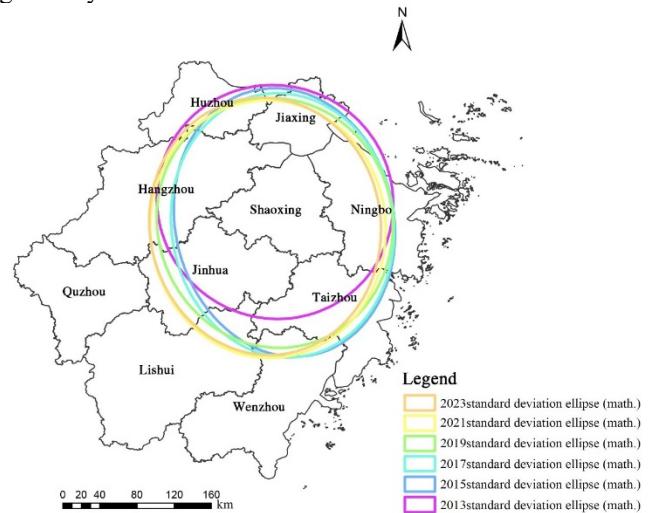 N
Huzhou
Jiaxing
Hangzhou
Shaoxing
Ningbo
Jinhua
Quzhou
Taizhou
Lishui
Wenzhou
Legend
2023standard deviation ellipse (math.)
2021standard deviation ellipse (math.)
2019standard deviation ellipse (math.)
2017standard deviation ellipse (math.)
2015standard deviation ellipse (math.)
2013standard deviation ellipse (math.)
0 20 40 80 120 160
km